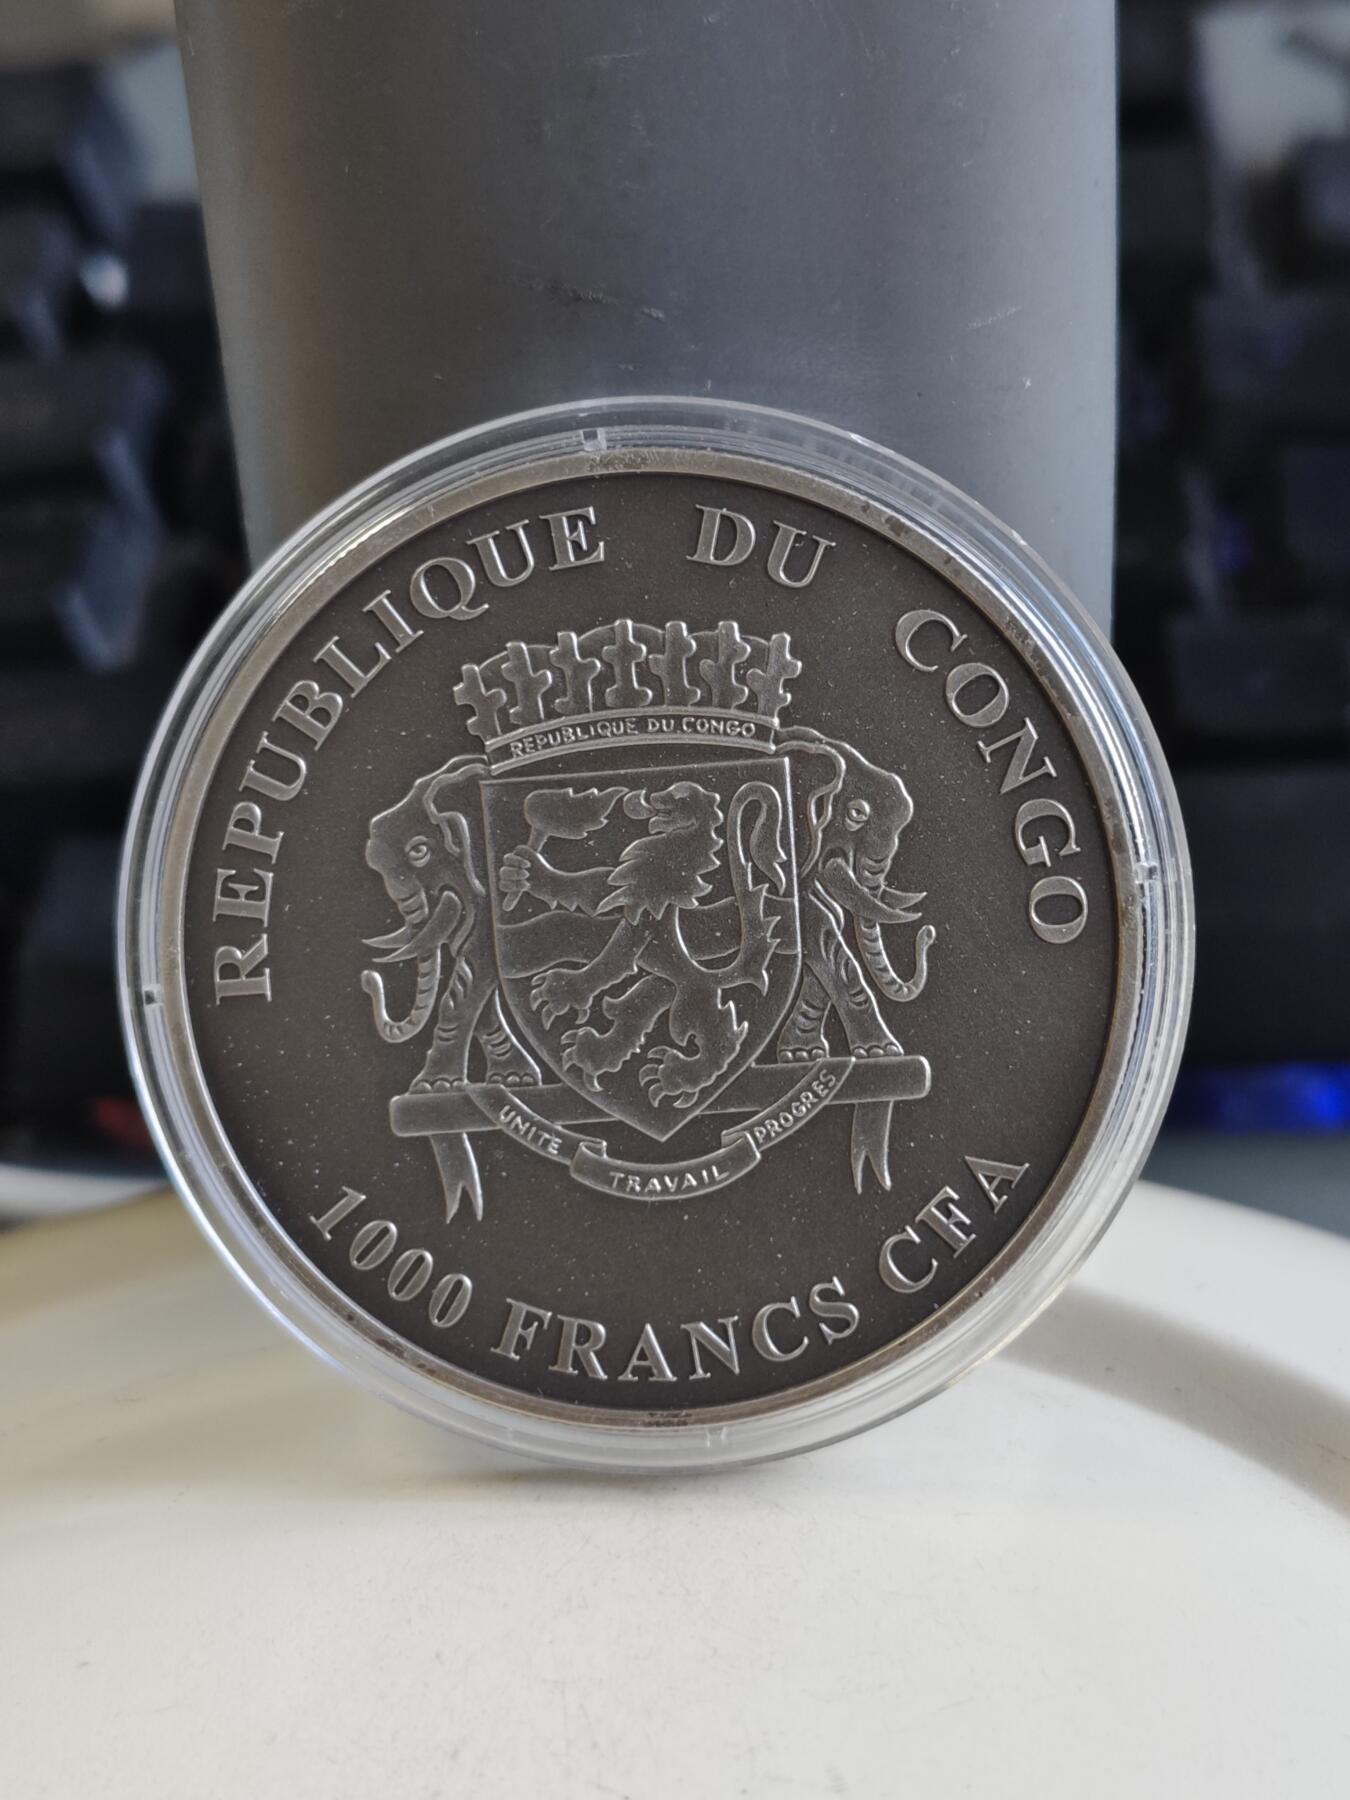 REPUBLIQUE DU CONGO
REPUBLIQUE DU CONGO
UNITE TRAVAIL PROGRES
1000 FRANCS CFA